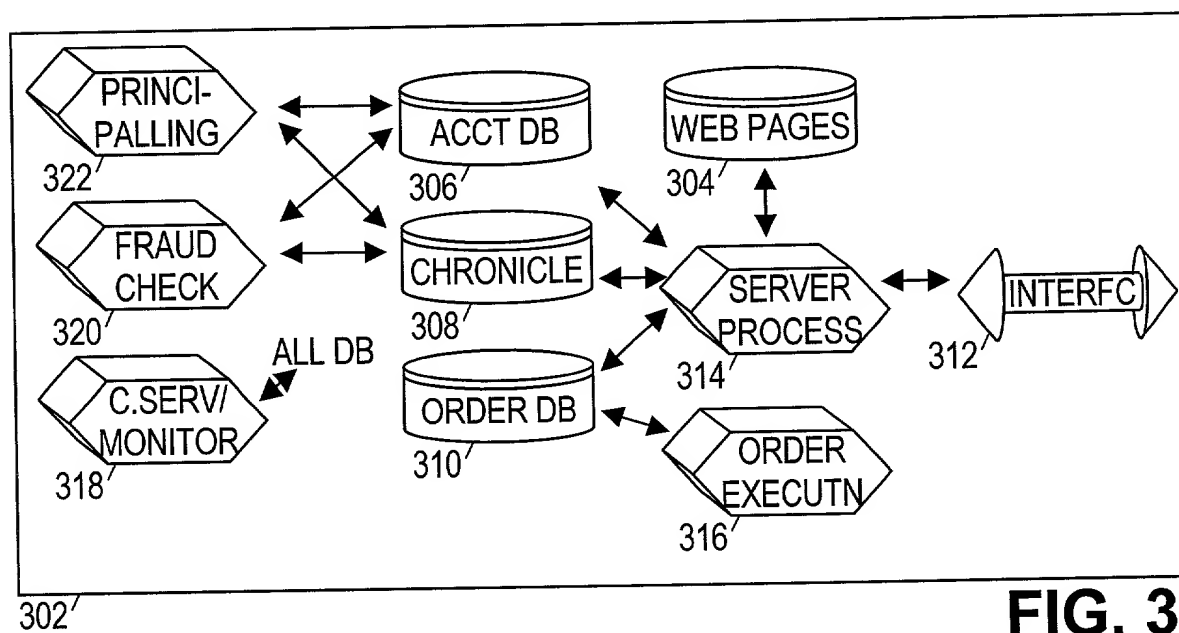 PRINCI-
PALLING
322
ACCT DB
306
WEB PAGES
304
FRAUD
CHECK
320
CHRONICLE
308
SERVER
PROCESS
314
INTERFC
312
ALL DB
C.SERV/
MONITOR
318
ORDER DB
310
ORDER
EXECUTN
316
302
FIG. 3